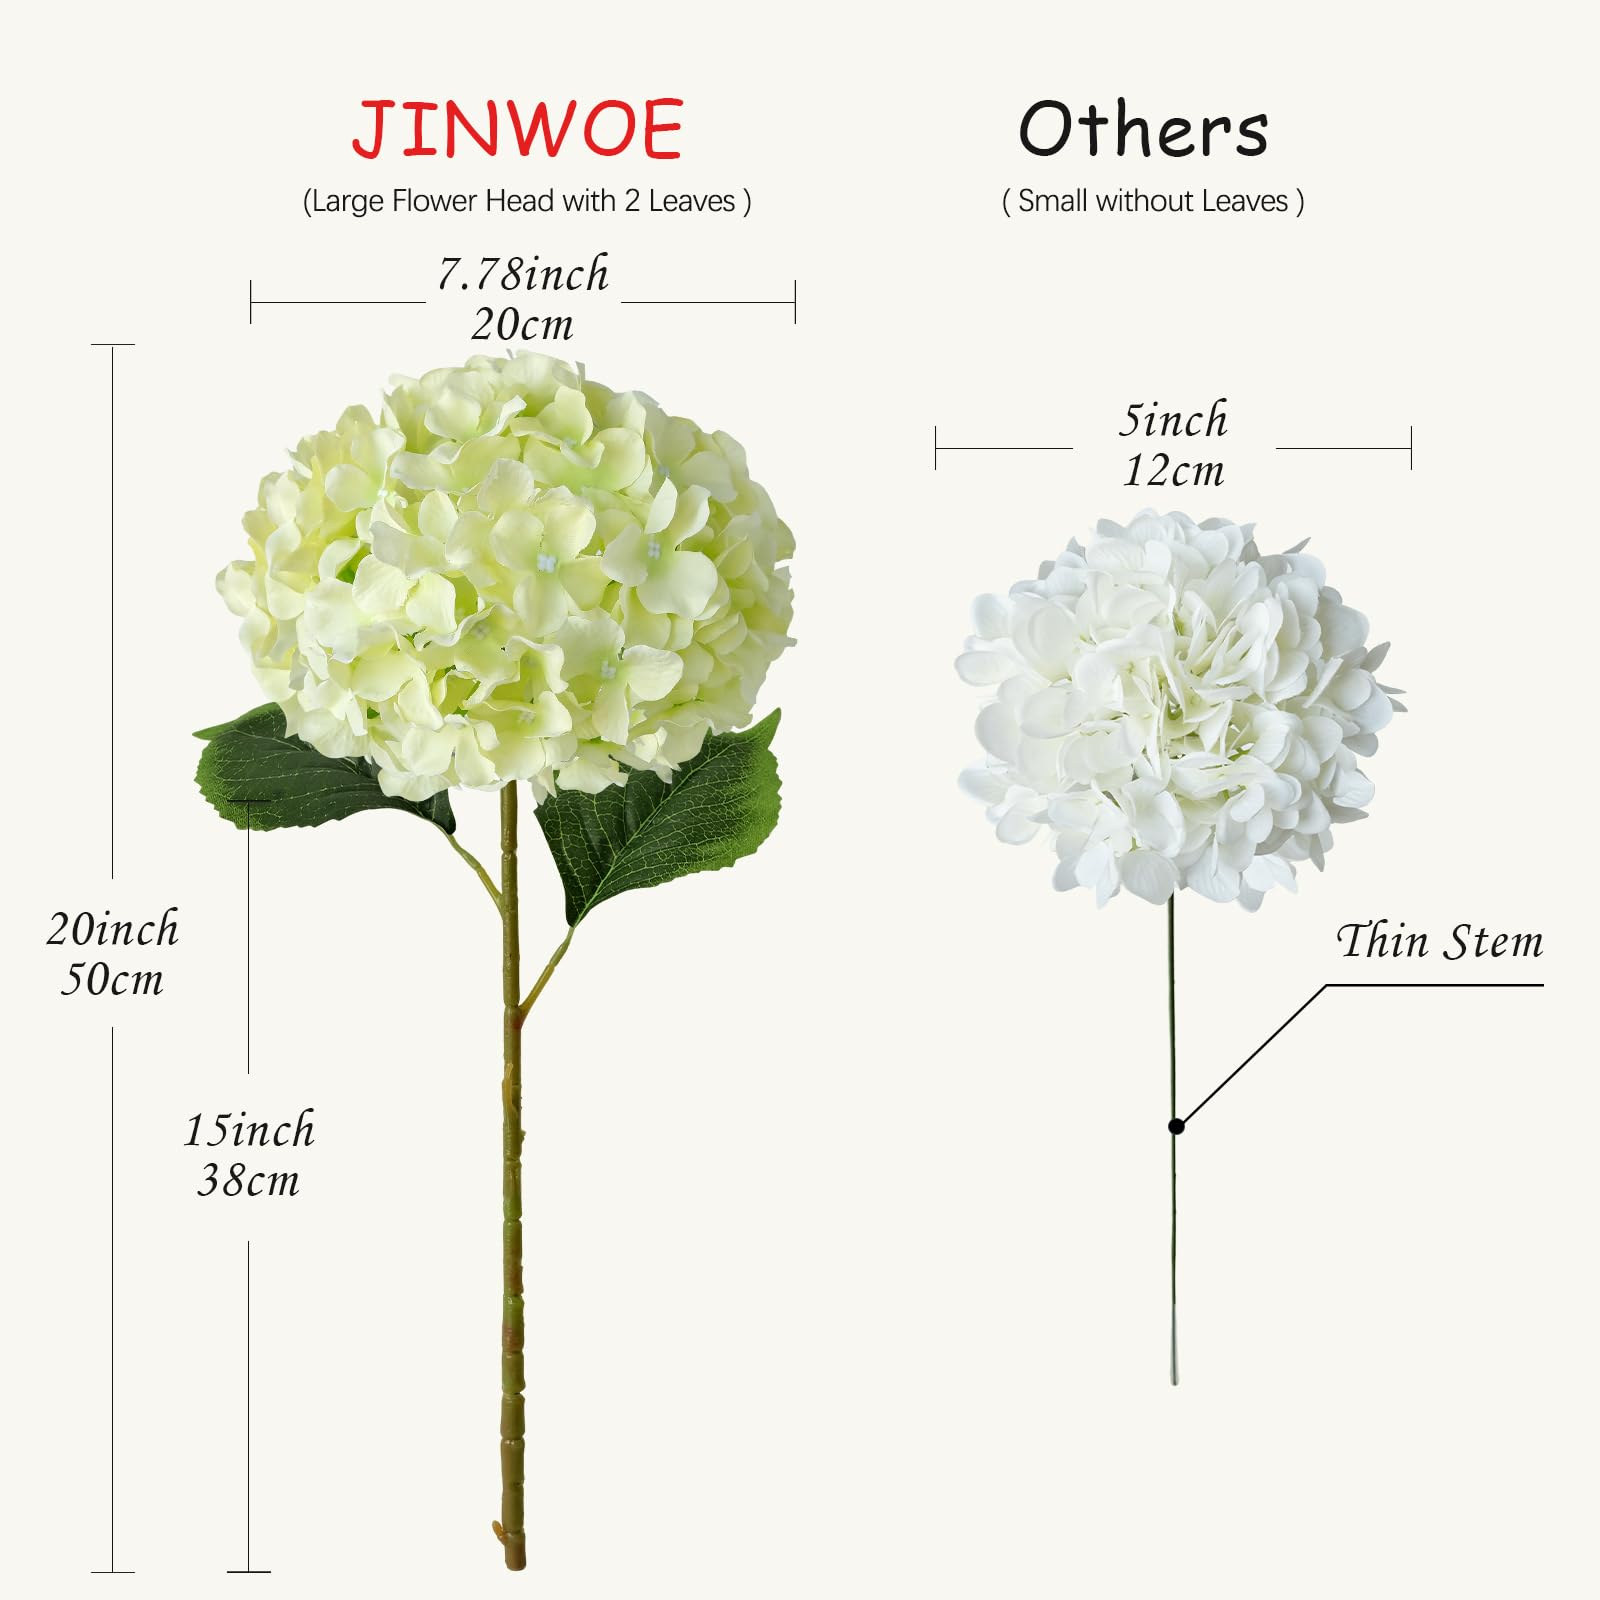 JINWOE
(Large Flower Head with 2 Leaves )
7.78inch
20cm
20inch
50cm
15inch
38cm
Others
( Small without Leaves )
5inch
12cm
Thin Stem